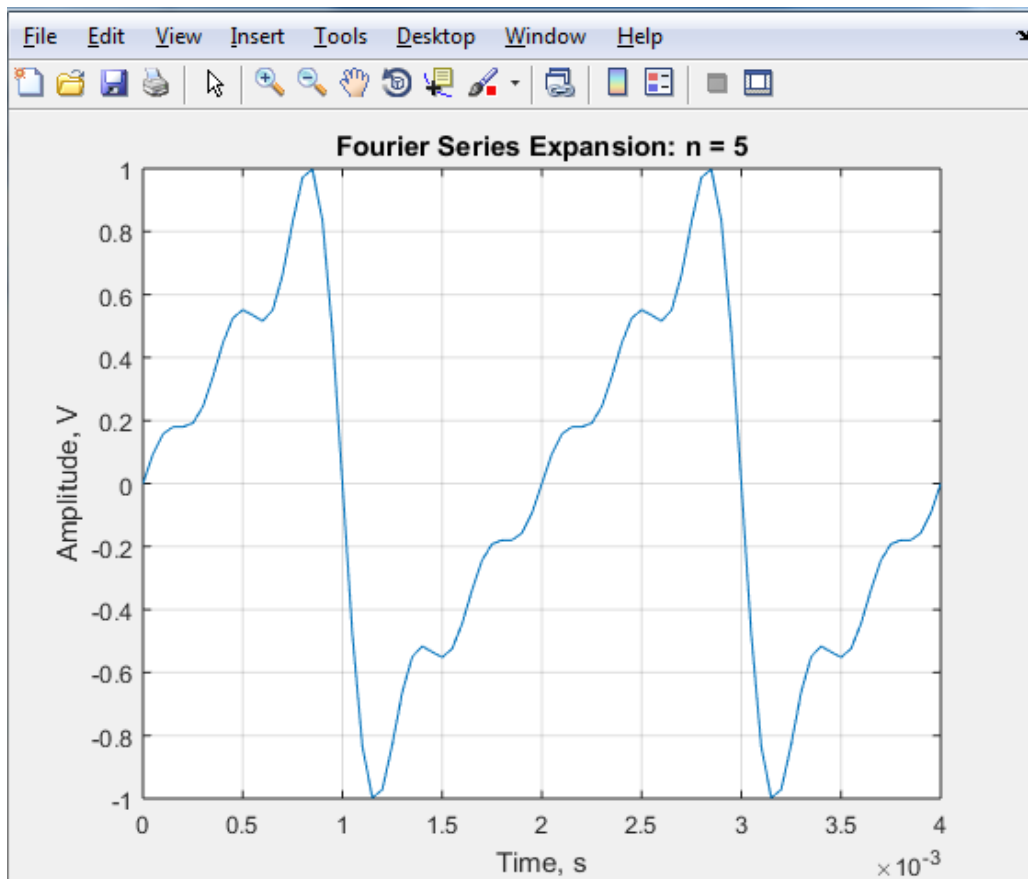 File Edit View Insert Tools Desktop Window Help
Fourier Series Expansion: n = 5
1
0.8
0.6
0.4
0.2
0
-0.2
-0.4
-0.6
-0.8
-1
Amplitude, V
0 0.5 1 1.5 2 2.5 3 3.5 4
Time, s
×10^-3